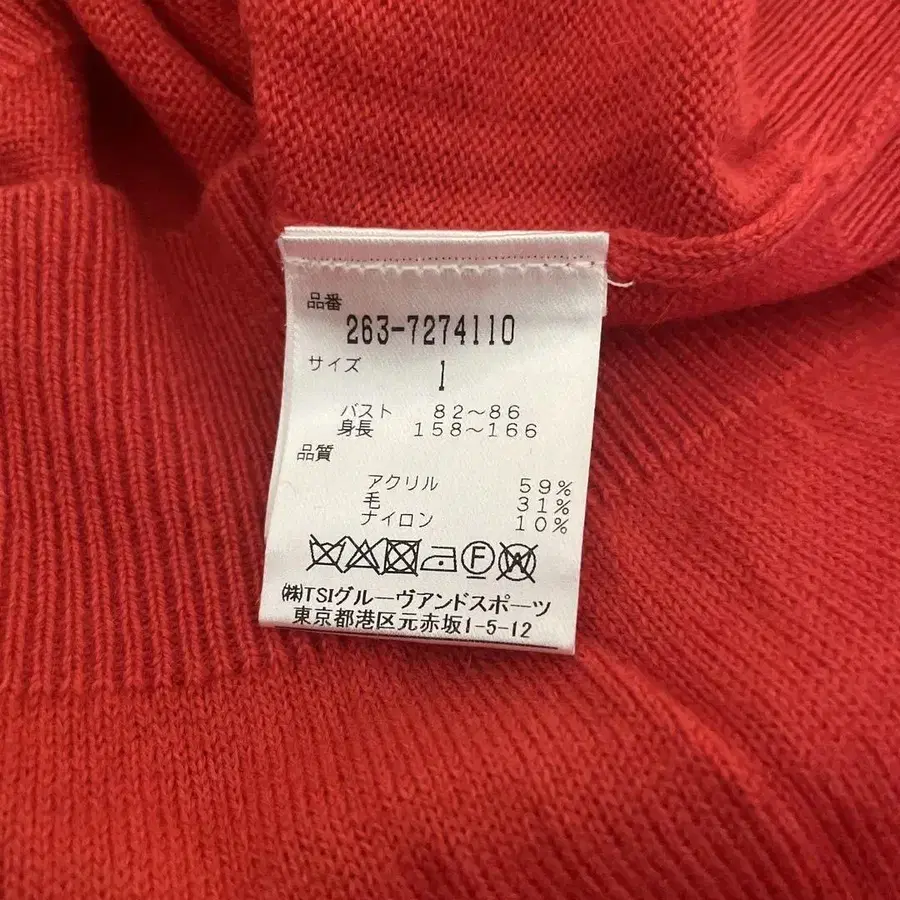 品番
263-7274110
サイズ
1
バスト 82~86
身長 158~166
品質
アクリル 59%
毛 31%
ナイロン 10%
F W
㈱TSIグルーヴアンドスポーツ
東京都港区元赤坂1-5-12